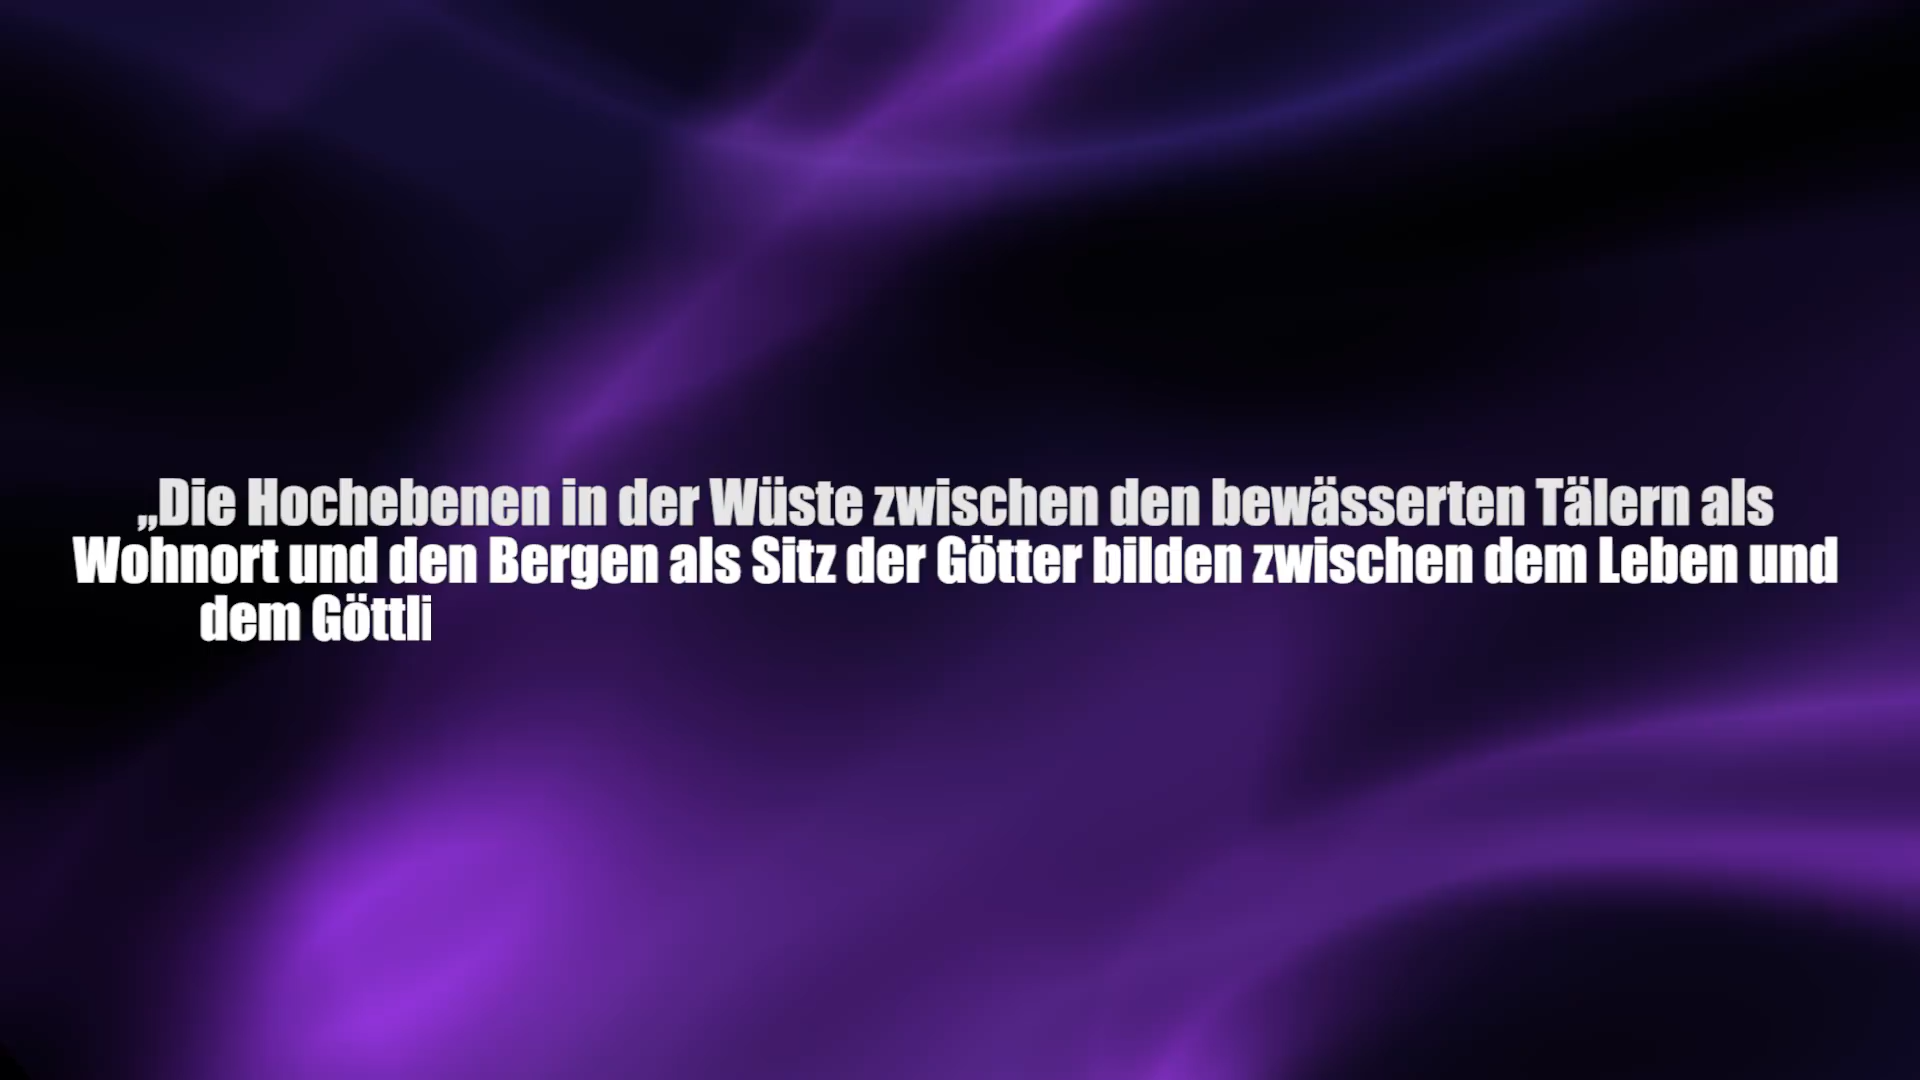 „Die Hochebenen in der Wüste zwischen den bewässerten Tälern als
Wohnort und den Bergen als Sitz der Götter bilden zwischen dem Leben und
dem Göttli